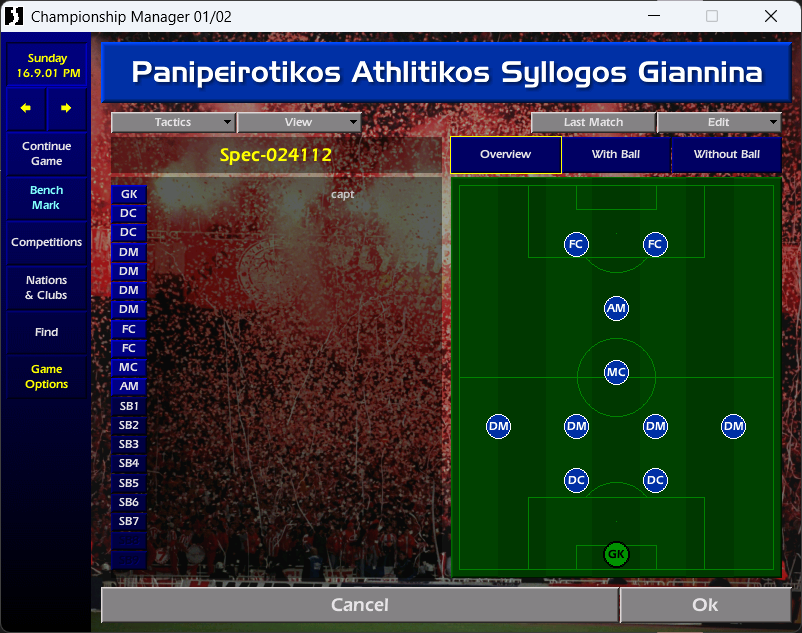 Championship Manager 01/02
Sunday
16.9.01 PM
Continue
Game
Bench
Mark
Competitions
Nations
& Clubs
Find
Game
Options
Panipeirotikos Athlitikos Syllogos Giannina
Tactics
View
Last Match
Edit
Spec-024112
Overview
With Ball
Without Ball
GK
capt
DC
DC
DM
DM
DM
DM
FC
FC
MC
AM
SB1
SB2
SB3
SB4
SB5
SB6
SB7
FC FC
AM
MC
DM DM DM DM
DC DC
GK
Cancel
Ok